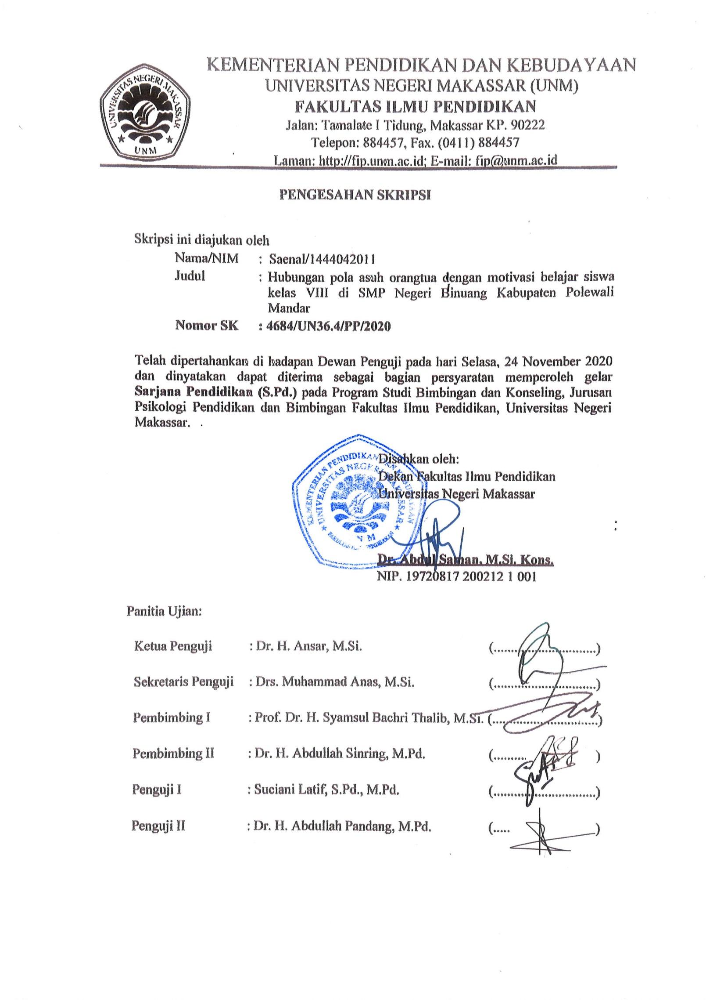 KEMENTERIAN PENDIDIKAN DAN KEBUDAYAAN
UNIVERSITAS NEGERI MAKASSAR (UNM)
FAKULTAS ILMU PENDIDIKAN
Jalan: Tamalate I Tidung, Makassar KP. 90222
Telepon: 884457, Fax. (0411) 884457
Laman: http://fip.unm.ac.id; E-mail: fip@unm.ac.id
UNIVERSITAS NEGERI MAKASSAR
UNM
PENGESAHAN SKRIPSI
Skripsi ini diajukan oleh
Nama/NIM : Saenal/1444042011
Judul : Hubungan pola asuh orangtua dengan motivasi belajar siswa
kelas VIII di SMP Negeri Binuang Kabupaten Polewali
Mandar
Nomor SK : 4684/UN36.4/PP/2020
Telah dipertahankan di hadapan Dewan Penguji pada hari Selasa, 24 November 2020
dan dinyatakan dapat diterima sebagai bagian persyaratan memperoleh gelar
Sarjana Pendidikan (S.Pd.) pada Program Studi Bimbingan dan Konseling, Jurusan
Psikologi Pendidikan dan Bimbingan Fakultas Ilmu Pendidikan, Universitas Negeri
Makassar.
Disahkan oleh:
Dekan Fakultas Ilmu Pendidikan
Universitas Negeri Makassar
KEMENTERIAN PENDIDIKAN DAN KEBUDAYAAN
UNIVERSITAS NEGERI MAKASSAR
Dr. Abdul Saman, M.Si. Kons.
NIP. 19720817 200212 1 001
Panitia Ujian:
Ketua Penguji : Dr. H. Ansar, M.Si. (..............................)
Sekretaris Penguji : Drs. Muhammad Anas, M.Si. (..............................)
Pembimbing I : Prof. Dr. H. Syamsul Bachri Thalib, M.Si. (..............................)
Pembimbing II : Dr. H. Abdullah Sinring, M.Pd. (.......... )
Penguji I : Suciani Latif, S.Pd., M.Pd. (..............................)
Penguji II : Dr. H. Abdullah Pandang, M.Pd. (..... )